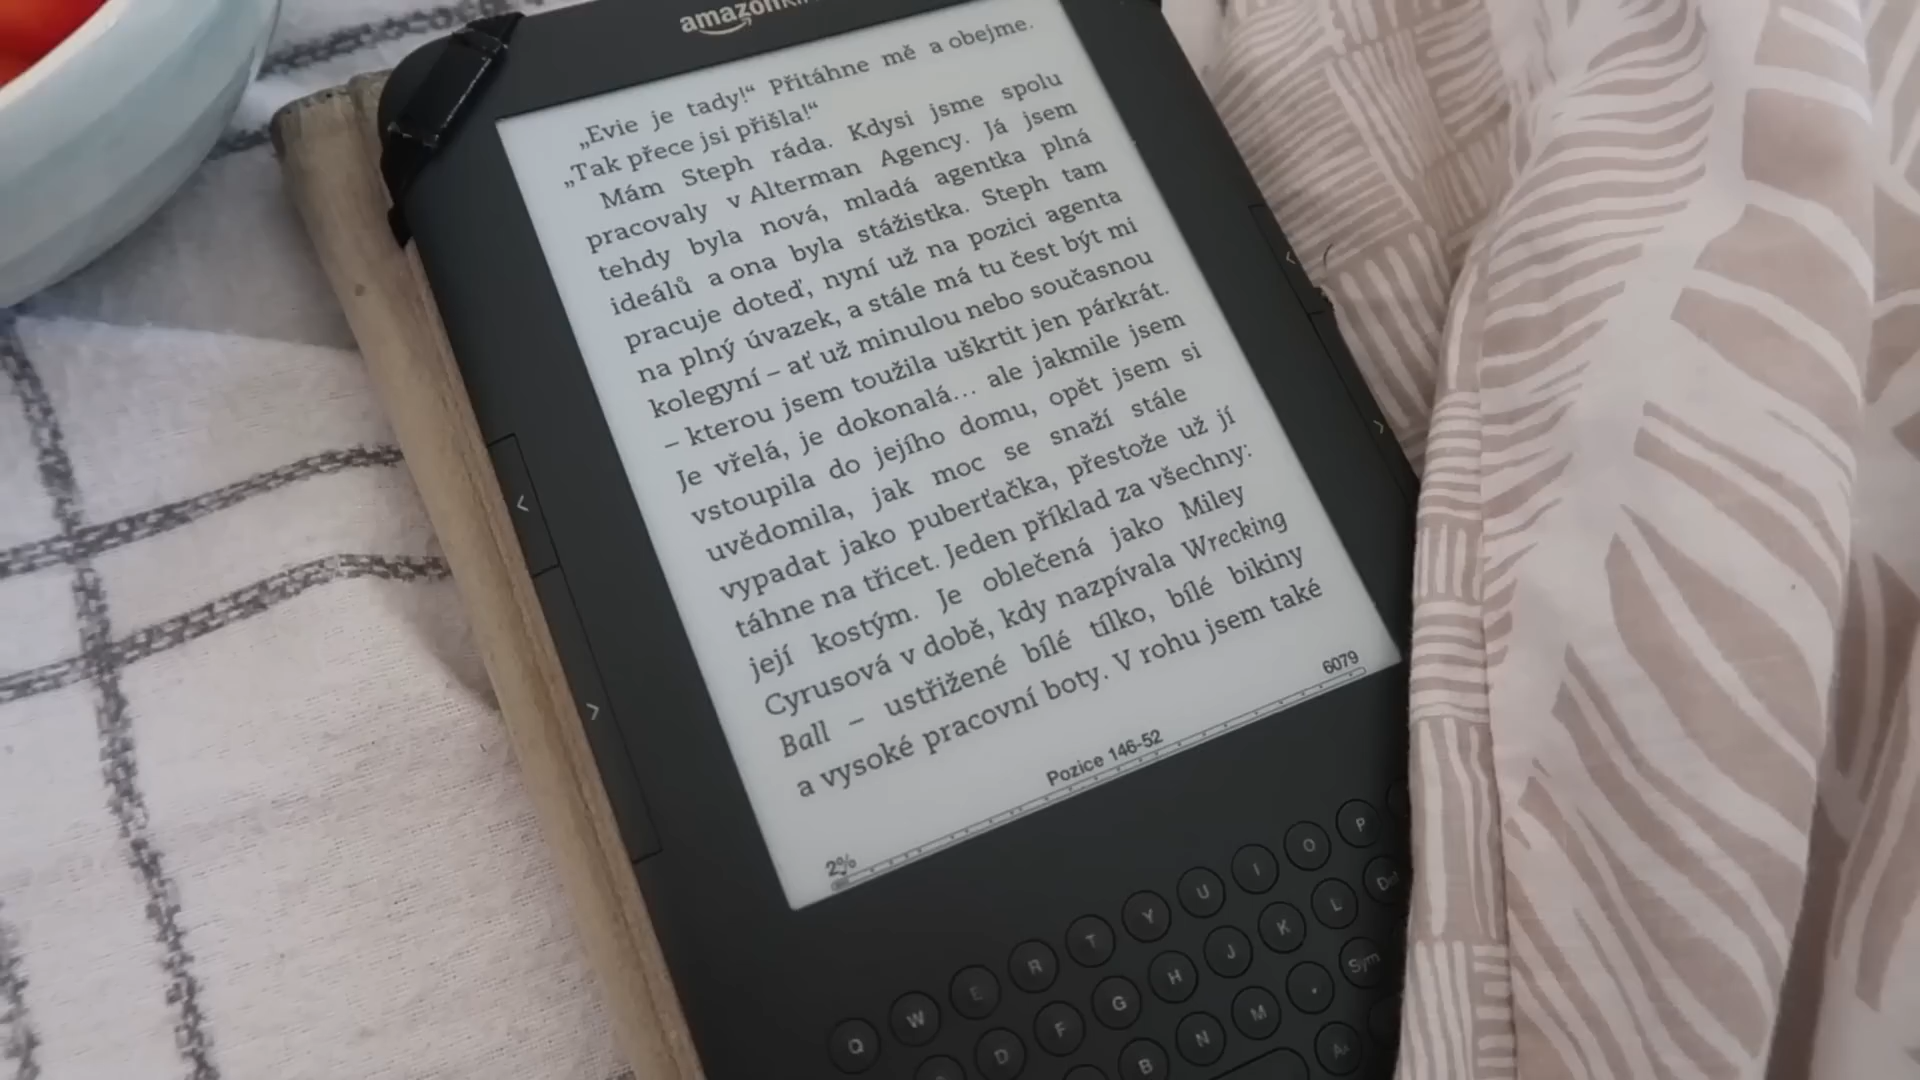 amazon
„Evie je tady!“ Přitáhne mě a obejme.
„Tak přece jsi přišla!“
Mám Steph ráda. Kdysi jsme spolu
pracovaly v Alterman Agency. Já jsem
tehdy byla nová, mladá agentka plná
ideálů a ona byla stážistka. Steph tam
pracuje doteď, nyní už na pozici agenta
na plný úvazek, a stále má tu čest být mi
kolegyní – ať už minulou nebo současnou
– kterou jsem toužila uškrtit jen párkrát.
Je vřelá, je dokonalá... ale jakmile jsem
vstoupila do jejího domu, opět jsem si
uvědomila, jak moc se snaží stále
vypadat jako puberťačka, přestože už jí
táhne na třicet. Jeden příklad za všechny:
její kostým. Je oblečená jako Miley
Cyrusová v době, kdy nazpívala Wrecking
Ball – ustřižené bílé tílko, bílé bikiny
a vysoké pracovní boty. V rohu jsem také
2% Pozice 146-52 6079
Q W E R T Y U I O P
D F G H J K L Del
B N M . Sym